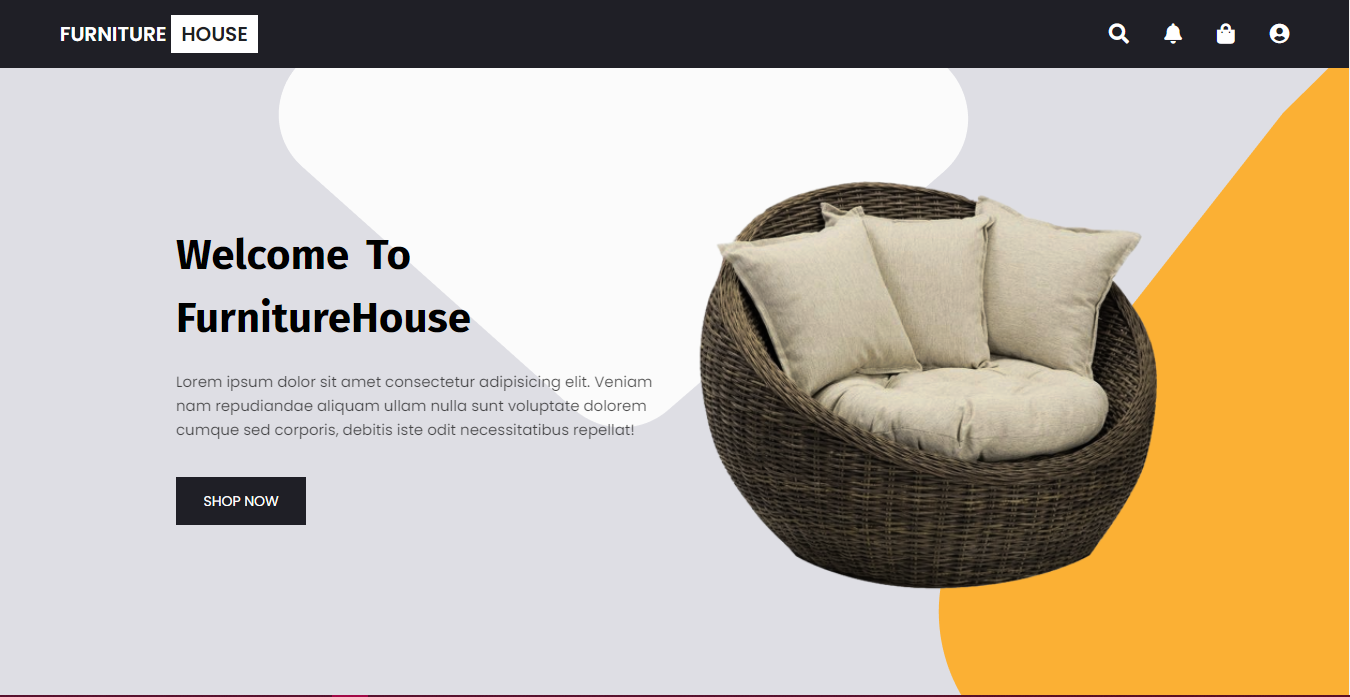 FURNITURE HOUSE
Welcome To
FurnitureHouse
Lorem ipsum dolor sit amet consectetur adipisicing elit. Veniam
nam repudiandae aliquam ullam nulla sunt voluptate dolorem
cumque sed corporis, debitis iste odit necessitatibus repellat!
SHOP NOW